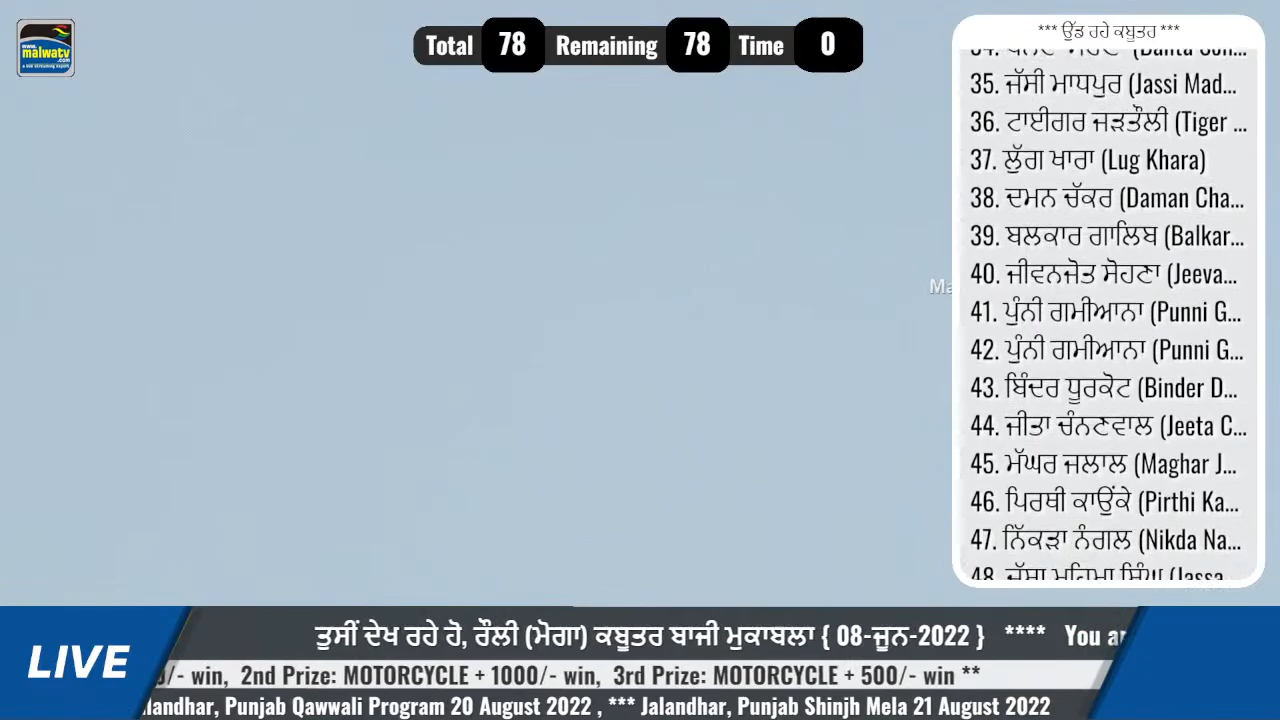 www.
malwatv
.com
Total 78 Remaining 78 Time 0
*** ਉੱਡ ਰਹੇ ਕਬੂਤਰ ***
35. ਜੱਸੀ ਮਾਧਪੁਰ (Jassi Mad...
36. ਟਾਈਗਰ ਜੜਤੌਲੀ (Tiger ...
37. ਲੁੱਗ ਖਾਰਾ (Lug Khara)
38. ਦਮਨ ਚੱਕਰ (Daman Cha...
39. ਬਲਕਾਰ ਗਾਲਿਬ (Balkar...
40. ਜੀਵਨਜੋਤ ਸੋਹਣਾ (Jeeva...
41. ਪੁੰਨੀ ਗਮੀਆਨਾ (Punni G...
42. ਪੁੰਨੀ ਗਮੀਆਨਾ (Punni G...
43. ਬਿੰਦਰ ਧੂਰਕੋਟ (Binder D...
44. ਜੀਤਾ ਚੰਨਣਵਾਲ (Jeeta C...
45. ਮੱਘਰ ਜਲਾਲ (Maghar J...
46. ਪਿਰਥੀ ਕਾਉਂਕੇ (Pirthi Ka...
47. ਨਿੱਕੜਾ ਨੰਗਲ (Nikda Na...
48. ਜੱਸਾ ਮਹਿਮਾ ਸਿੰਘ (Jassa
LIVE
ਤੁਸੀਂ ਦੇਖ ਰਹੇ ਹੋ, ਰੌਲੀ (ਮੋਗਾ) ਕਬੂਤਰ ਬਾਜੀ ਮੁਕਾਬਲਾ { 08-ਜੂਨ-2022 } **** You
/- win, 2nd Prize: MOTORCYCLE + 1000/- win, 3rd Prize: MOTORCYCLE + 500/- win **
landhar, Punjab Qawwali Program 20 August 2022 , *** Jalandhar, Punjab Shinjh Mela 21 August 2022